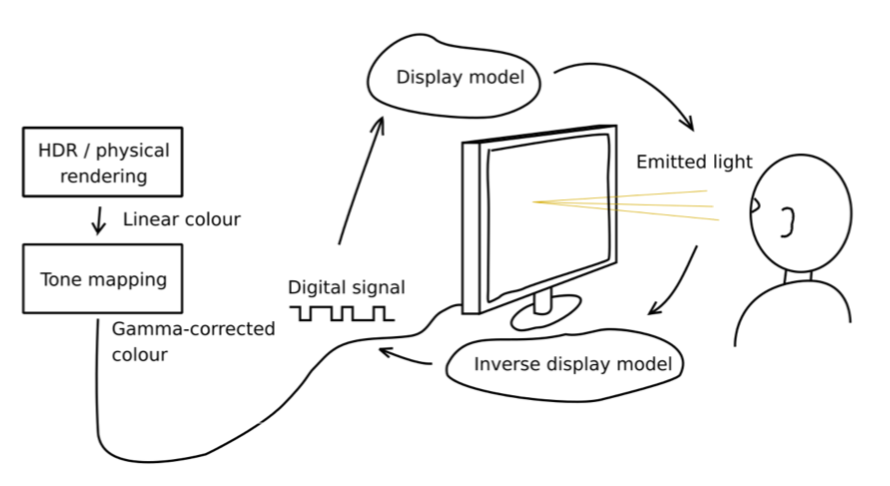 Display model
HDR / physical
rendering
Emitted light
Linear colour
Tone mapping
Digital signal
Gamma-corrected
colour
Inverse display model